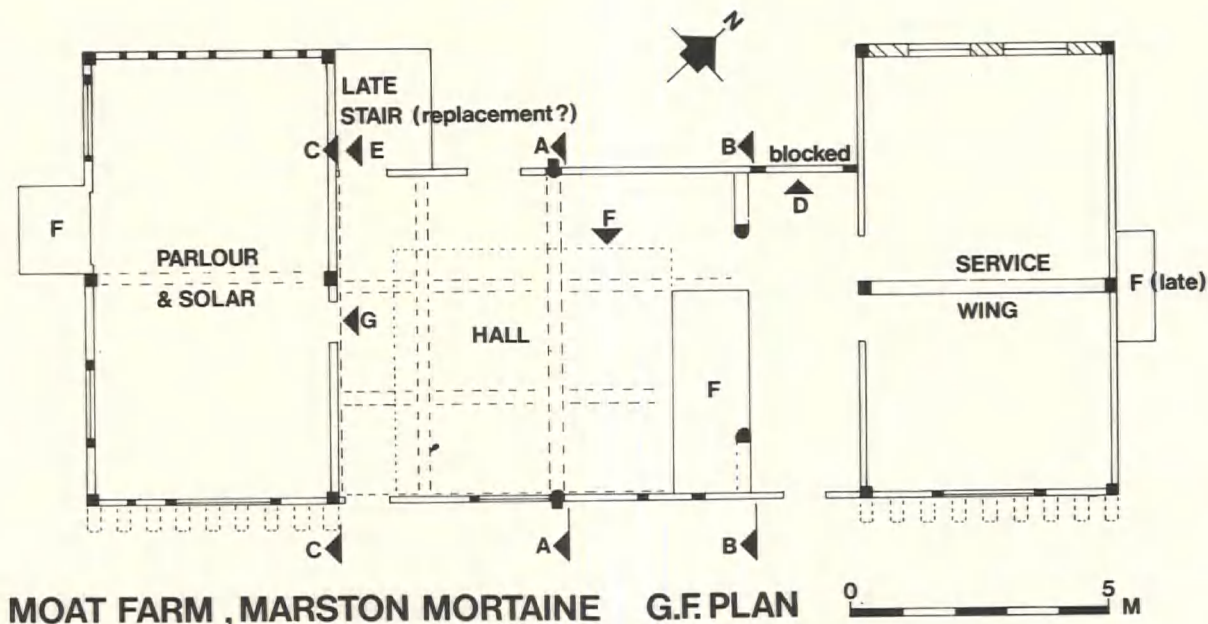 N
LATE
STAIR (replacement?)
C E
A
B
blocked
D
F
F
PARLOUR
& SOLAR
SERVICE
WING
F (late)
G
HALL
F
C
A
B
MOAT FARM , MARSTON MORTAINE G.F. PLAN
0 5
M